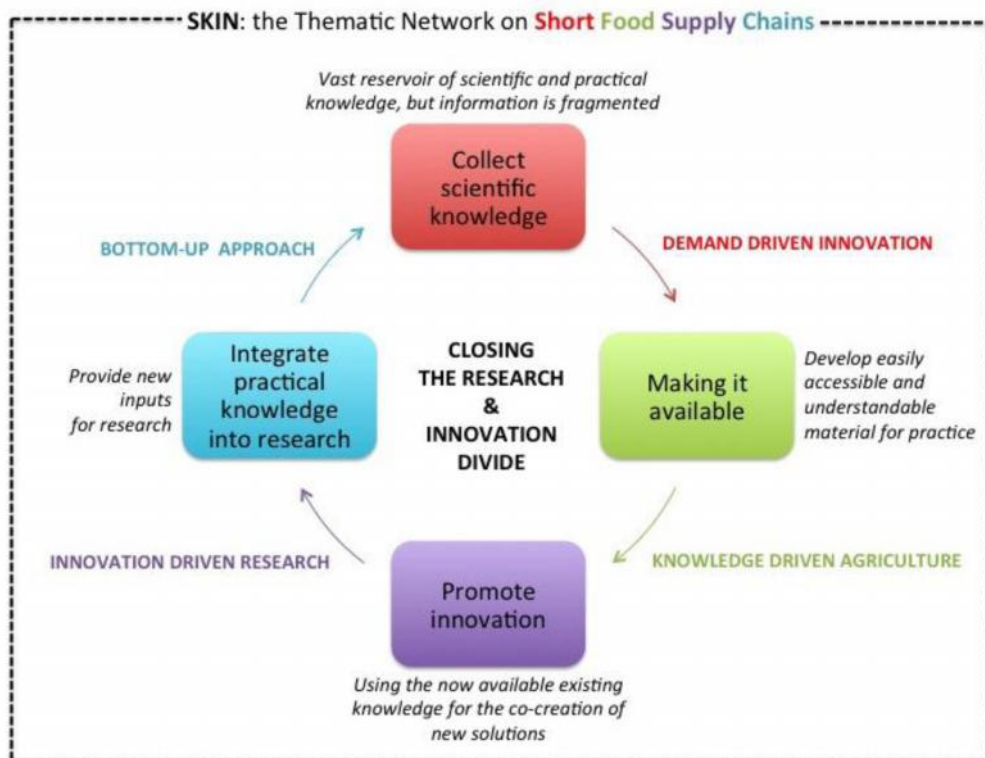 SKIN: the Thematic Network on Short Food Supply Chains
Vast reservoir of scientific and practical
knowledge, but information is fragmented
Collect
scientific
knowledge
BOTTOM-UP APPROACH
DEMAND DRIVEN INNOVATION
Provide new
inputs
for research
Integrate
practical
knowledge
into research
CLOSING
THE RESEARCH
&
INNOVATION
DIVIDE
Making it
available
Develop easily
accessible and
understandable
material for practice
INNOVATION DRIVEN RESEARCH
KNOWLEDGE DRIVEN AGRICULTURE
Promote
innovation
Using the now available existing
knowledge for the co-creation of
new solutions